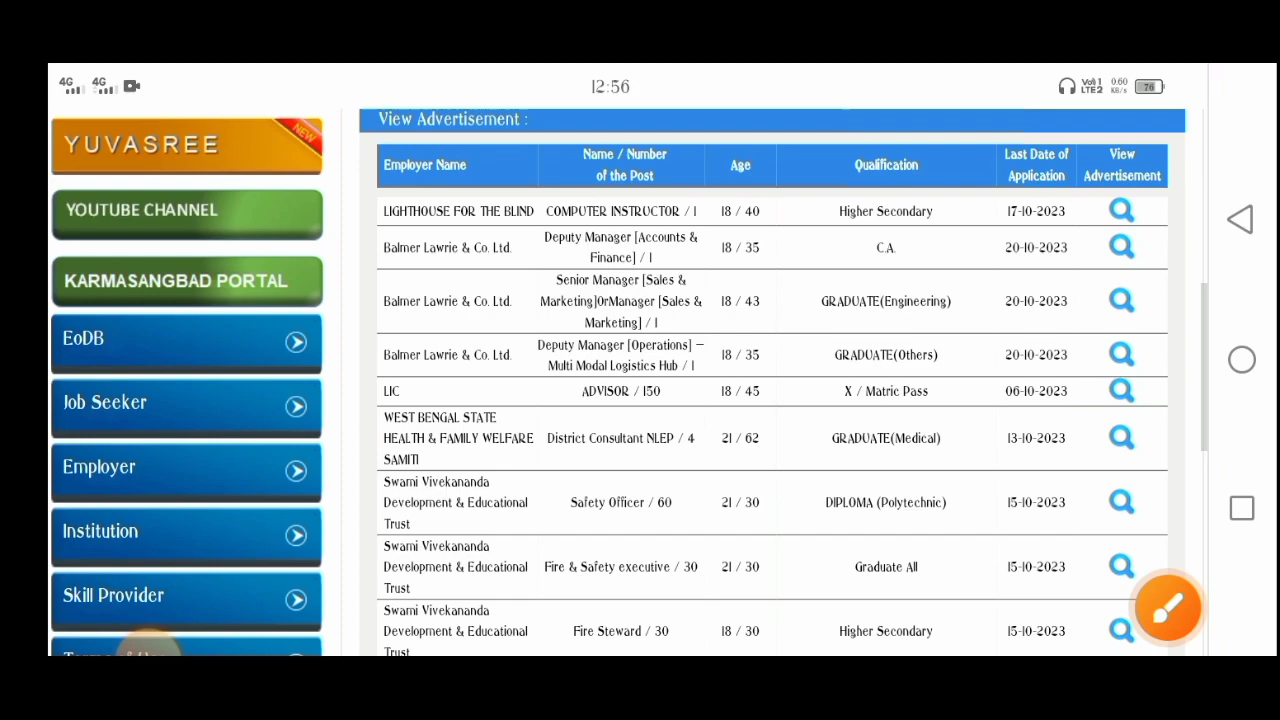 4G 4G
12:56
Vo) 1
LTE2
0.60
KB/s
76
YUVASREE
NEW
YOUTUBE CHANNEL
KARMASANGBAD PORTAL
EoDB
Job Seeker
Employer
Institution
Skill Provider
View Advertisement :
Employer Name
Name / Number
of the Post
Age
Qualification
Last Date of
Application
View
Advertisement
LIGHTHOUSE FOR THE BLIND COMPUTER INSTRUCTOR / 1 18 / 40 Higher Secondary 17-10-2023
Balmer Lawrie & Co. Ltd.
Deputy Manager [Accounts &
Finance] / 1
18 / 35 C.A. 20-10-2023
Balmer Lawrie & Co. Ltd.
Senior Manager [Sales &
Marketing]OrManager [Sales &
Marketing] / 1
18 / 43 GRADUATE(Engineering) 20-10-2023
Balmer Lawrie & Co. Ltd.
Deputy Manager [Operations] –
Multi Modal Logistics Hub / 1
18 / 35 GRADUATE(Others) 20-10-2023
LIC ADVISOR / 150 18 / 45 X / Matric Pass 06-10-2023
WEST BENGAL STATE
HEALTH & FAMILY WELFARE
SAMITI
District Consultant NLEP / 4 21 / 62 GRADUATE(Medical) 13-10-2023
Swami Vivekananda
Development & Educational
Trust
Safety Officer / 60 21 / 30 DIPLOMA (Polytechnic) 15-10-2023
Swami Vivekananda
Development & Educational
Trust
Fire & Safety executive / 30 21 / 30 Graduate All 15-10-2023
Swami Vivekananda
Development & Educational
Trust
Fire Steward / 30 18 / 30 Higher Secondary 15-10-2023